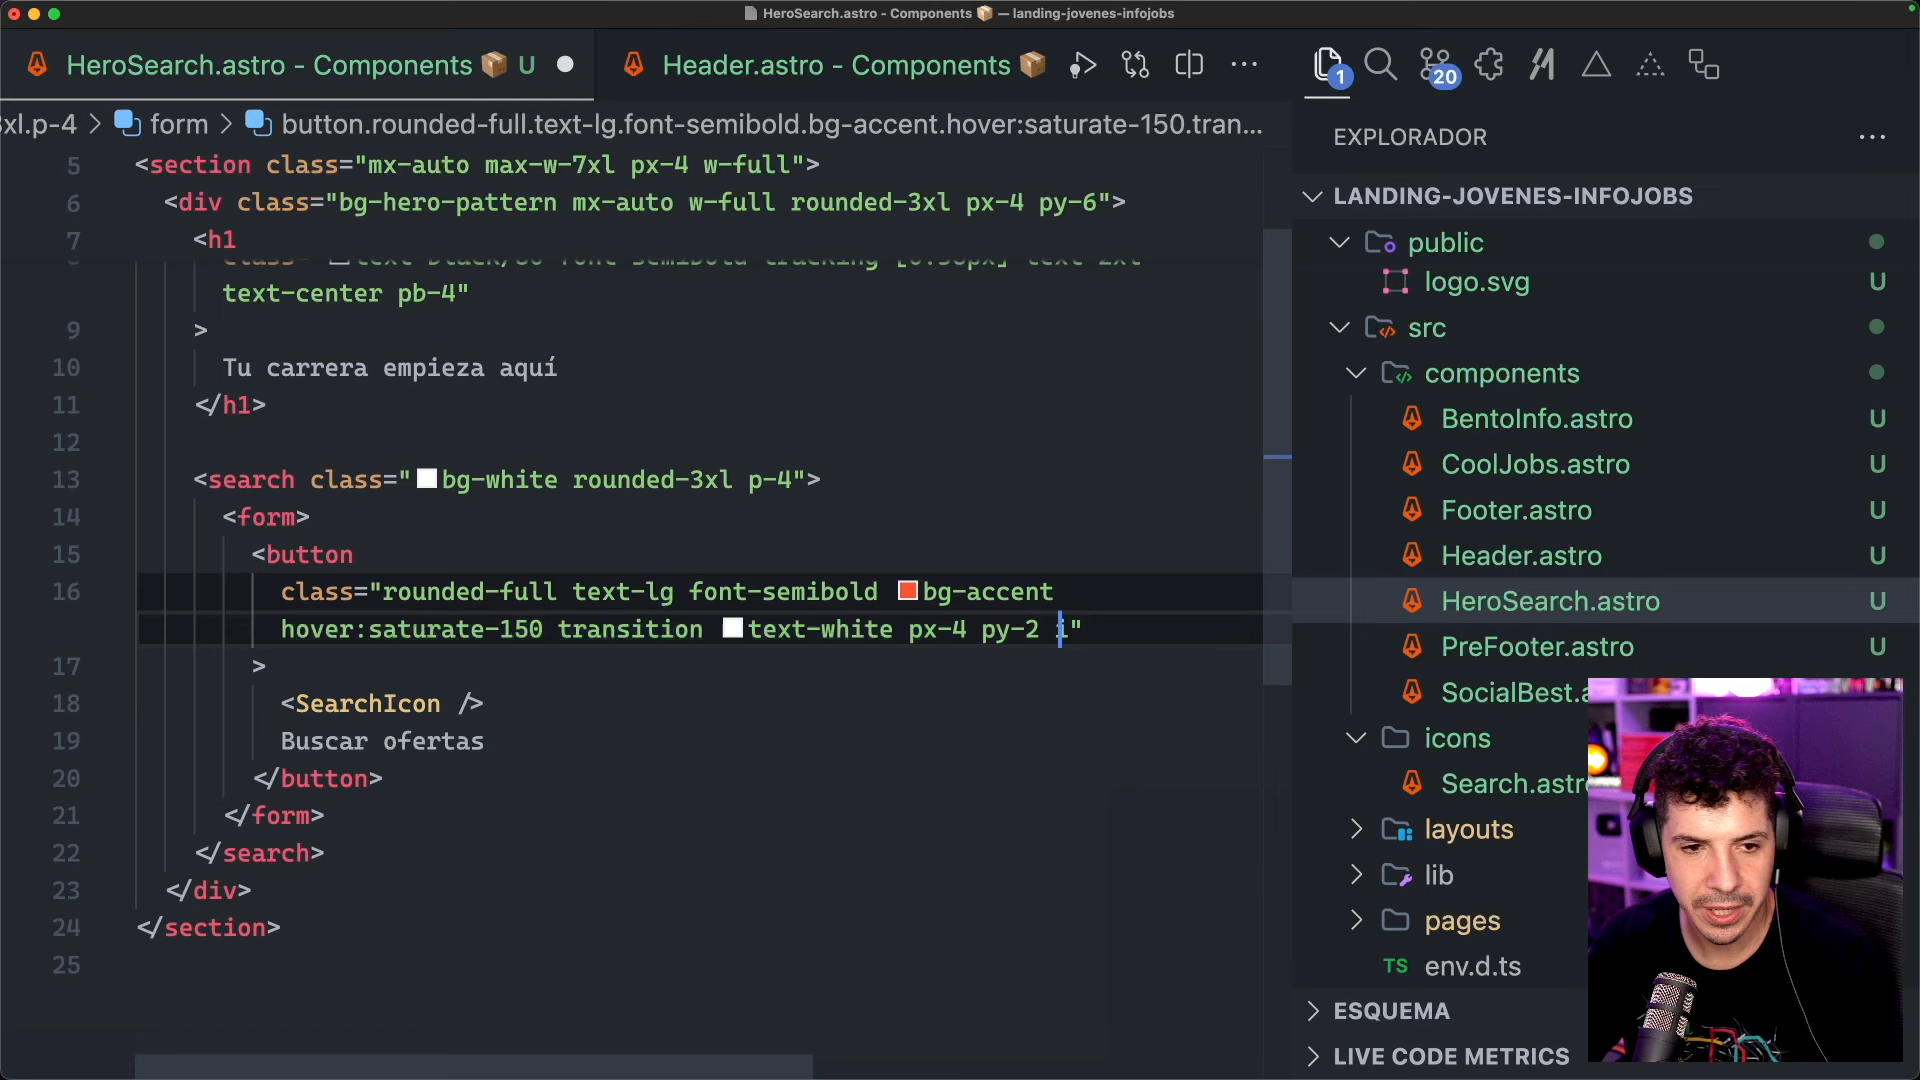 HeroSearch.astro - Components 📦 — landing-jovenes-infojobs
HeroSearch.astro - Components 📦 U
Header.astro - Components 📦
1
20
xl.p-4 > form > button.rounded-full.text-lg.font-semibold.bg-accent.hover:saturate-150.tran...
5 <section class="mx-auto max-w-7xl px-4 w-full">
6 <div class="bg-hero-pattern mx-auto w-full rounded-3xl px-4 py-6">
7 <h1
text-center pb-4"
9 >
10 Tu carrera empieza aquí
11 </h1>
12
13 <search class="bg-white rounded-3xl p-4">
14 <form>
15 <button
16 class="rounded-full text-lg font-semibold bg-accent
hover:saturate-150 transition text-white px-4 py-2 i"
17 >
18 <SearchIcon />
19 Buscar ofertas
20 </button>
21 </form>
22 </search>
23 </div>
24 </section>
25
EXPLORADOR
LANDING-JOVENES-INFOJOBS
public
logo.svg U
src
components
BentoInfo.astro U
CoolJobs.astro U
Footer.astro U
Header.astro U
HeroSearch.astro U
PreFooter.astro U
SocialBest.a
icons
Search.astr
layouts
lib
pages
TS env.d.ts
ESQUEMA
LIVE CODE METRICS